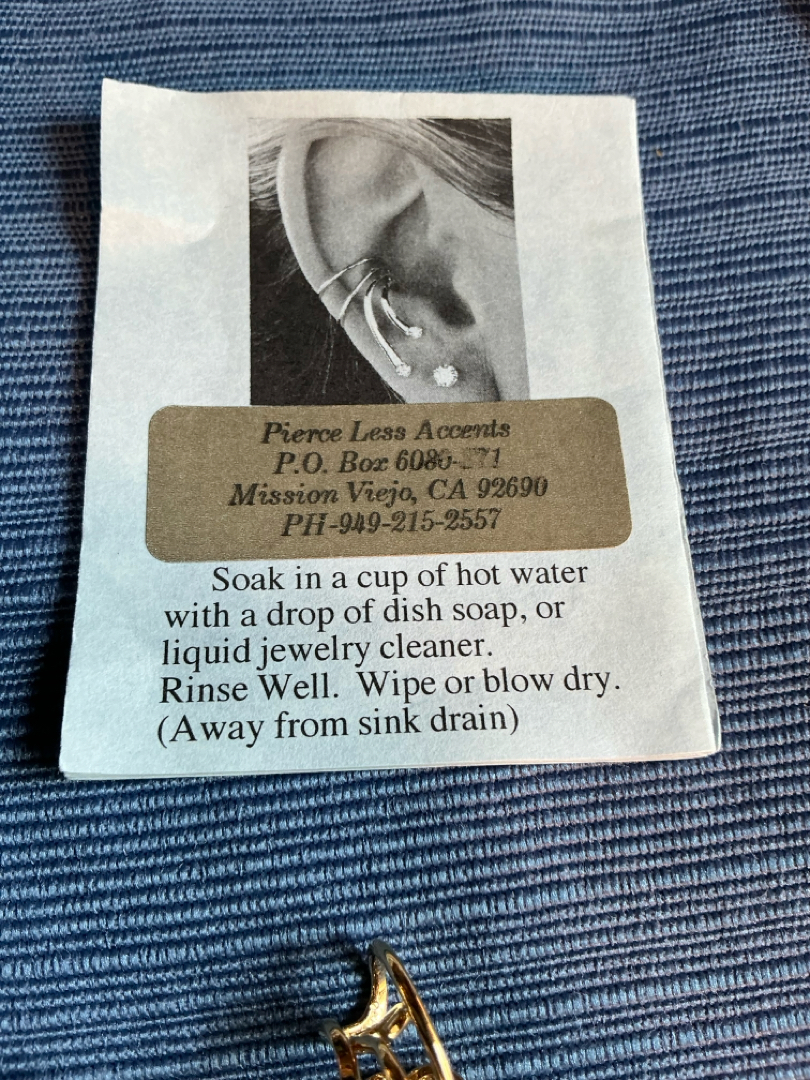 Pierce Less Accents
P.O. Box
Mission Viejo, CA 92690
PH-949-215-2557
Soak in a cup of hot water
with a drop of dish soap, or
liquid jewelry cleaner.
Rinse Well. Wipe or blow dry.
(Away from sink drain)